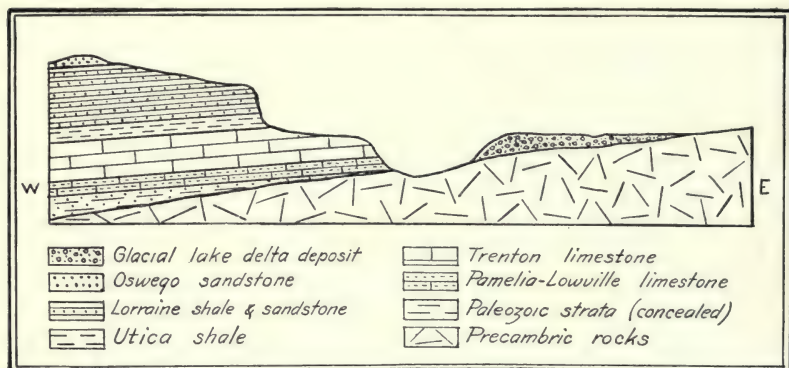 W
E
Glacial lake delta deposit
Oswego sandstone
Lorraine shale & sandstone
Utica shale
Trenton limestone
Pamelia-Lowville limestone
Paleozoic strata (concealed)
Precambric rocks